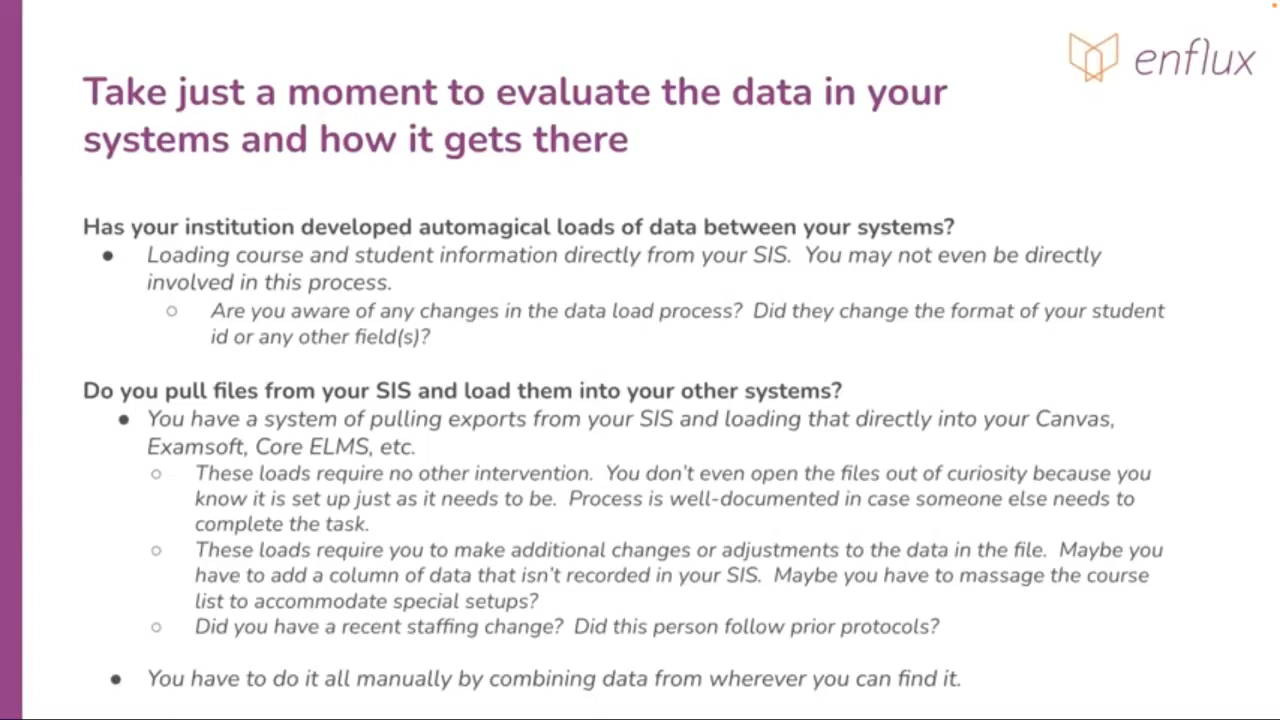 enflux
Take just a moment to evaluate the data in your
systems and how it gets there
Has your institution developed automagical loads of data between your systems?
● Loading course and student information directly from your SIS.  You may not even be directly
involved in this process.
○ Are you aware of any changes in the data load process?  Did they change the format of your student
id or any other field(s)?
Do you pull files from your SIS and load them into your other systems?
● You have a system of pulling exports from your SIS and loading that directly into your Canvas,
Examsoft, Core ELMS, etc.
○ These loads require no other intervention.  You don’t even open the files out of curiosity because you
know it is set up just as it needs to be.  Process is well-documented in case someone else needs to
complete the task.
○ These loads require you to make additional changes or adjustments to the data in the file.  Maybe you
have to add a column of data that isn’t recorded in your SIS.  Maybe you have to massage the course
list to accommodate special setups?
○ Did you have a recent staffing change?  Did this person follow prior protocols?
● You have to do it all manually by combining data from wherever you can find it.